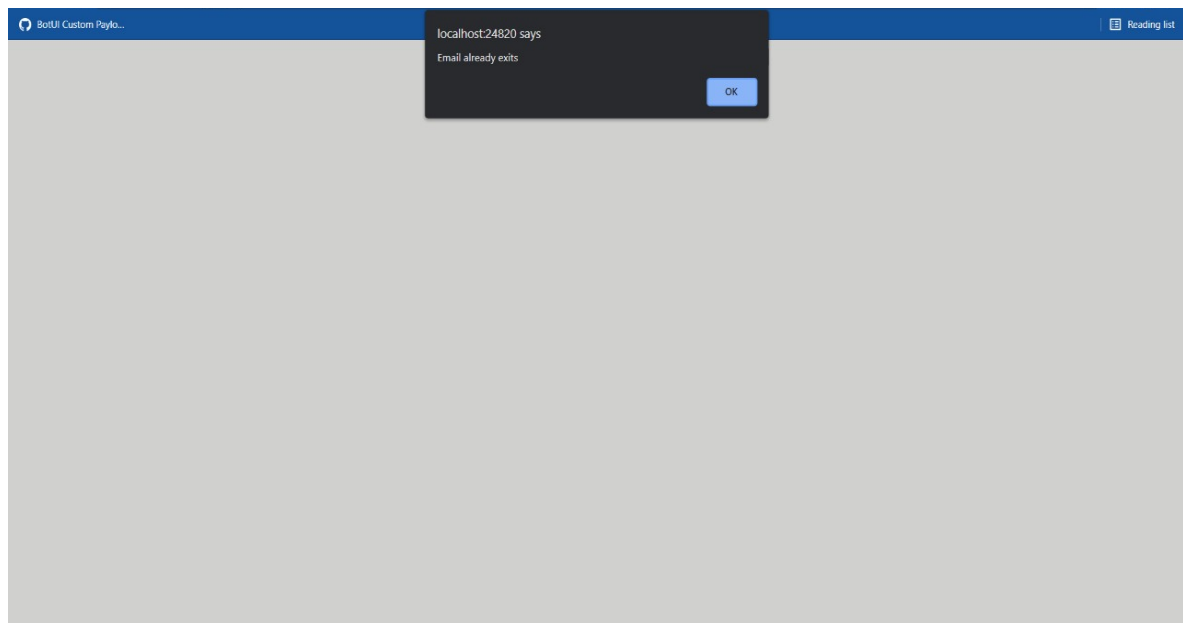 BotUI Custom Paylo...
localhost:24820 says
Reading list
Email already exits
OK